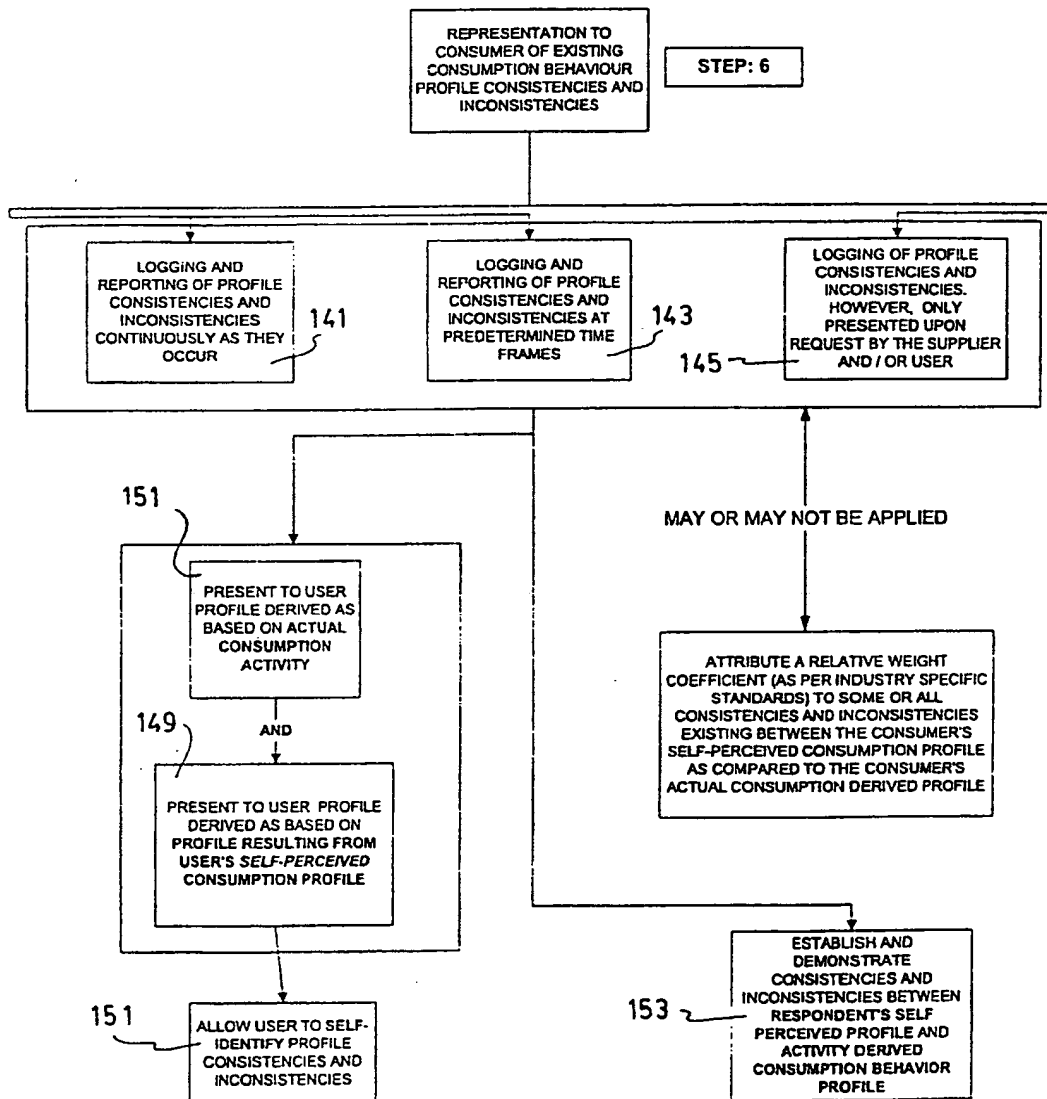 REPRESENTATION TO
CONSUMER OF EXISTING
CONSUMPTION BEHAVIOUR
PROFILE CONSISTENCIES AND
INCONSISTENCIES
STEP: 6
LOGGING AND
REPORTING OF PROFILE
CONSISTENCIES AND
INCONSISTENCIES
CONTINUOUSLY AS THEY
OCCUR
141
LOGGING AND
REPORTING OF PROFILE
CONSISTENCIES AND
INCONSISTENCIES AT
PREDETERMINED TIME
FRAMES
143
LOGGING OF PROFILE
CONSISTENCIES AND
INCONSISTENCIES.
HOWEVER, ONLY
PRESENTED UPON
REQUEST BY THE SUPPLIER
AND / OR USER
145
151
PRESENT TO USER
PROFILE DERIVED AS
BASED ON ACTUAL
CONSUMPTION
ACTIVITY
AND
149
PRESENT TO USER PROFILE
DERIVED AS BASED ON
PROFILE RESULTING FROM
USER'S SELF-PERCEIVED
CONSUMPTION PROFILE
151
ALLOW USER TO SELF-
IDENTIFY PROFILE
CONSISTENCIES AND
INCONSISTENCIES
MAY OR MAY NOT BE APPLIED
ATTRIBUTE A RELATIVE WEIGHT
COEFFICIENT (AS PER INDUSTRY SPECIFIC
STANDARDS) TO SOME OR ALL
CONSISTENCIES AND INCONSISTENCIES
EXISTING BETWEEN THE CONSUMER'S
SELF-PERCEIVED CONSUMPTION PROFILE
AS COMPARED TO THE CONSUMER'S
ACTUAL CONSUMPTION DERIVED PROFILE
153
ESTABLISH AND
DEMONSTRATE
CONSISTENCIES AND
INCONSISTENCIES BETWEEN
RESPONDENT'S SELF
PERCEIVED PROFILE AND
ACTIVITY DERIVED
CONSUMPTION BEHAVIOR
PROFILE